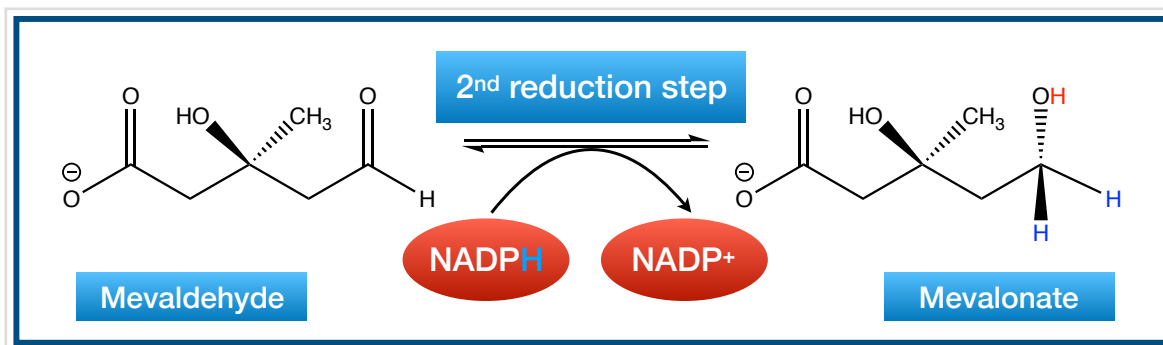 2nd reduction step
O
HO
CH3
O
⊖
O
H
O
HO
CH3
OH
⊖
O
H
H
NADPH
NADP+
Mevaldehyde
Mevalonate